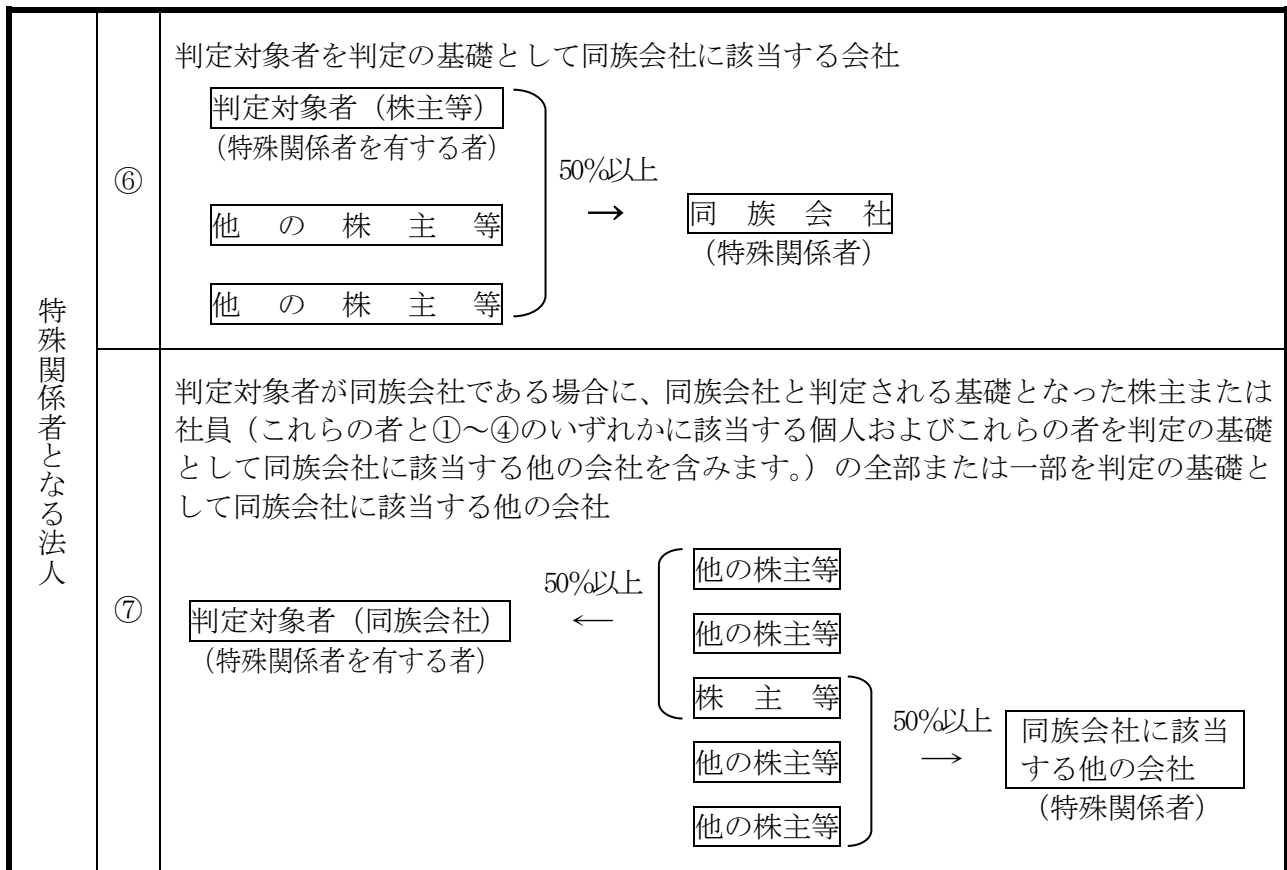 特殊関係者となる法人
⑥
判定対象者を判定の基礎として同族会社に該当する会社
判定対象者（株主等）
（特殊関係者を有する者）
他の株主等
他の株主等
50％以上
→
同族会社
（特殊関係者）
⑦
判定対象者が同族会社である場合に、同族会社と判定される基礎となった株主または
社員（これらの者と①～④のいずれかに該当する個人およびこれらの者を判定の基礎
として同族会社に該当する他の会社を含みます。）の全部または一部を判定の基礎と
して同族会社に該当する他の会社
判定対象者（同族会社）
（特殊関係者を有する者）
50％以上
←
他の株主等
他の株主等
株主等
他の株主等
他の株主等
50％以上
→
同族会社に該当
する他の会社
（特殊関係者）